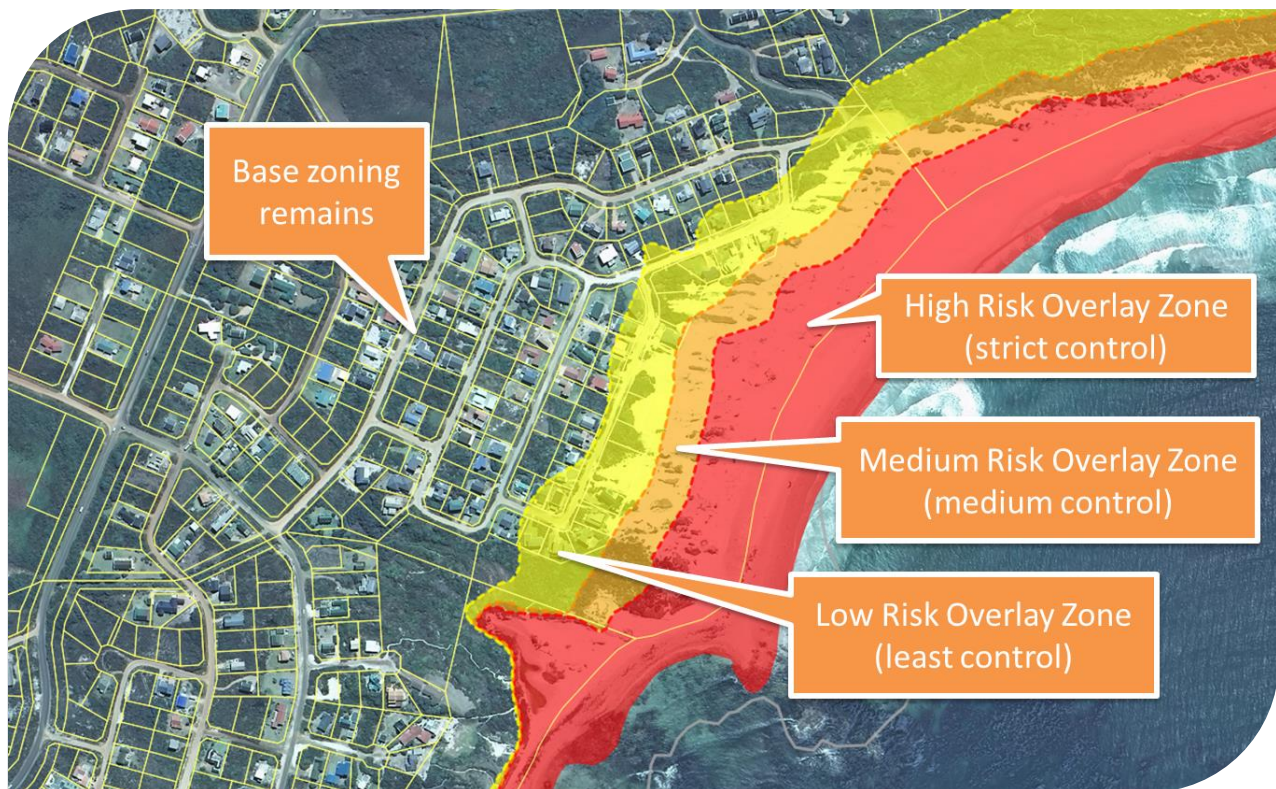 Base zoning
remains
High Risk Overlay Zone
(strict control)
Medium Risk Overlay Zone
(medium control)
Low Risk Overlay Zone
(least control)